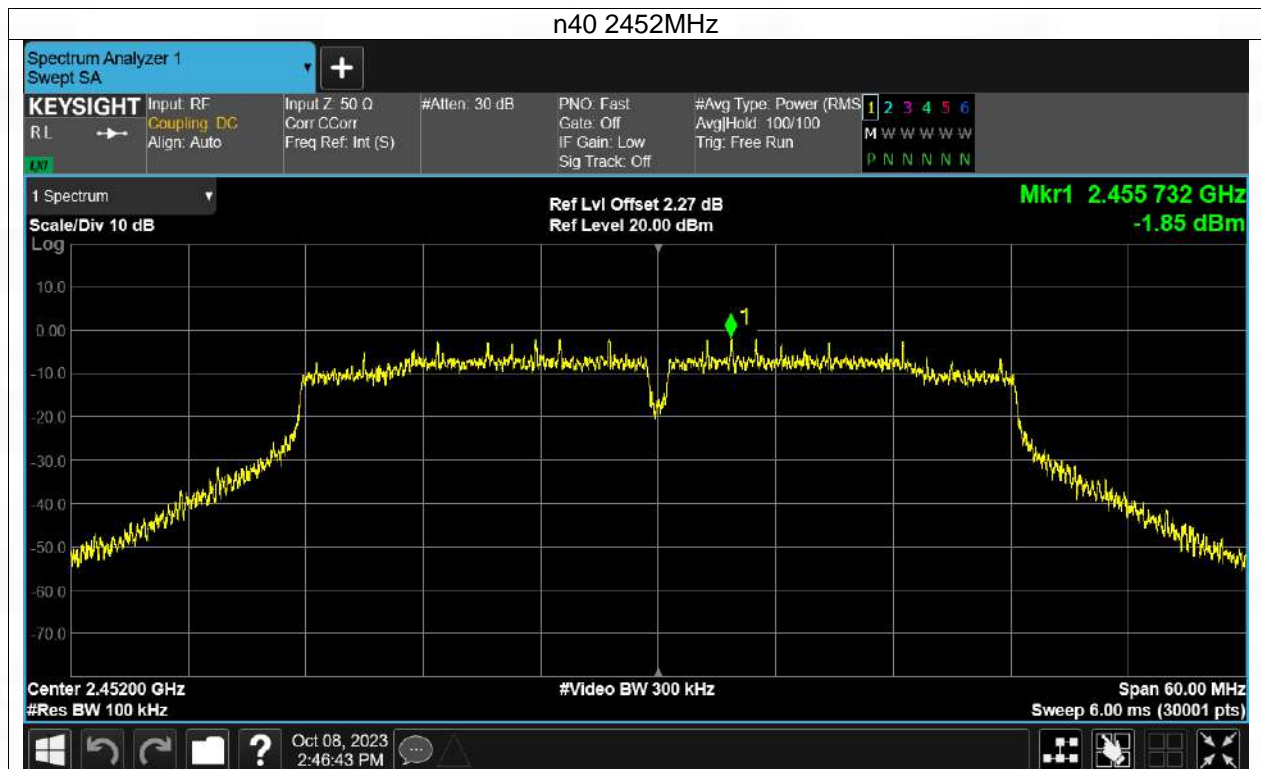 n40 2452MHz
Spectrum Analyzer 1
Swept SA
+
KEYSIGHT
R L
LXI
Input: RF
Coupling: DC
Align: Auto
Input Z: 50 Ω
Corr CCorr
Freq Ref: Int (S)
#Atten: 30 dB
PNO: Fast
Gate: Off
IF Gain: Low
Sig Track: Off
#Avg Type: Power (RMS
Avg|Hold: 100/100
Trig: Free Run
1 2 3 4 5 6
M W W W W W
P N N N N N
1 Spectrum
Scale/Div 10 dB
Log
Ref Lvl Offset 2.27 dB
Ref Level 20.00 dBm
Mkr1 2.455 732 GHz
-1.85 dBm
10.0
0.00
-10.0
-20.0
-30.0
-40.0
-50.0
-60.0
-70.0
1
Center 2.45200 GHz
#Res BW 100 kHz
#Video BW 300 kHz
Span 60.00 MHz
Sweep 6.00 ms (30001 pts)
?
Oct 08, 2023
2:46:43 PM